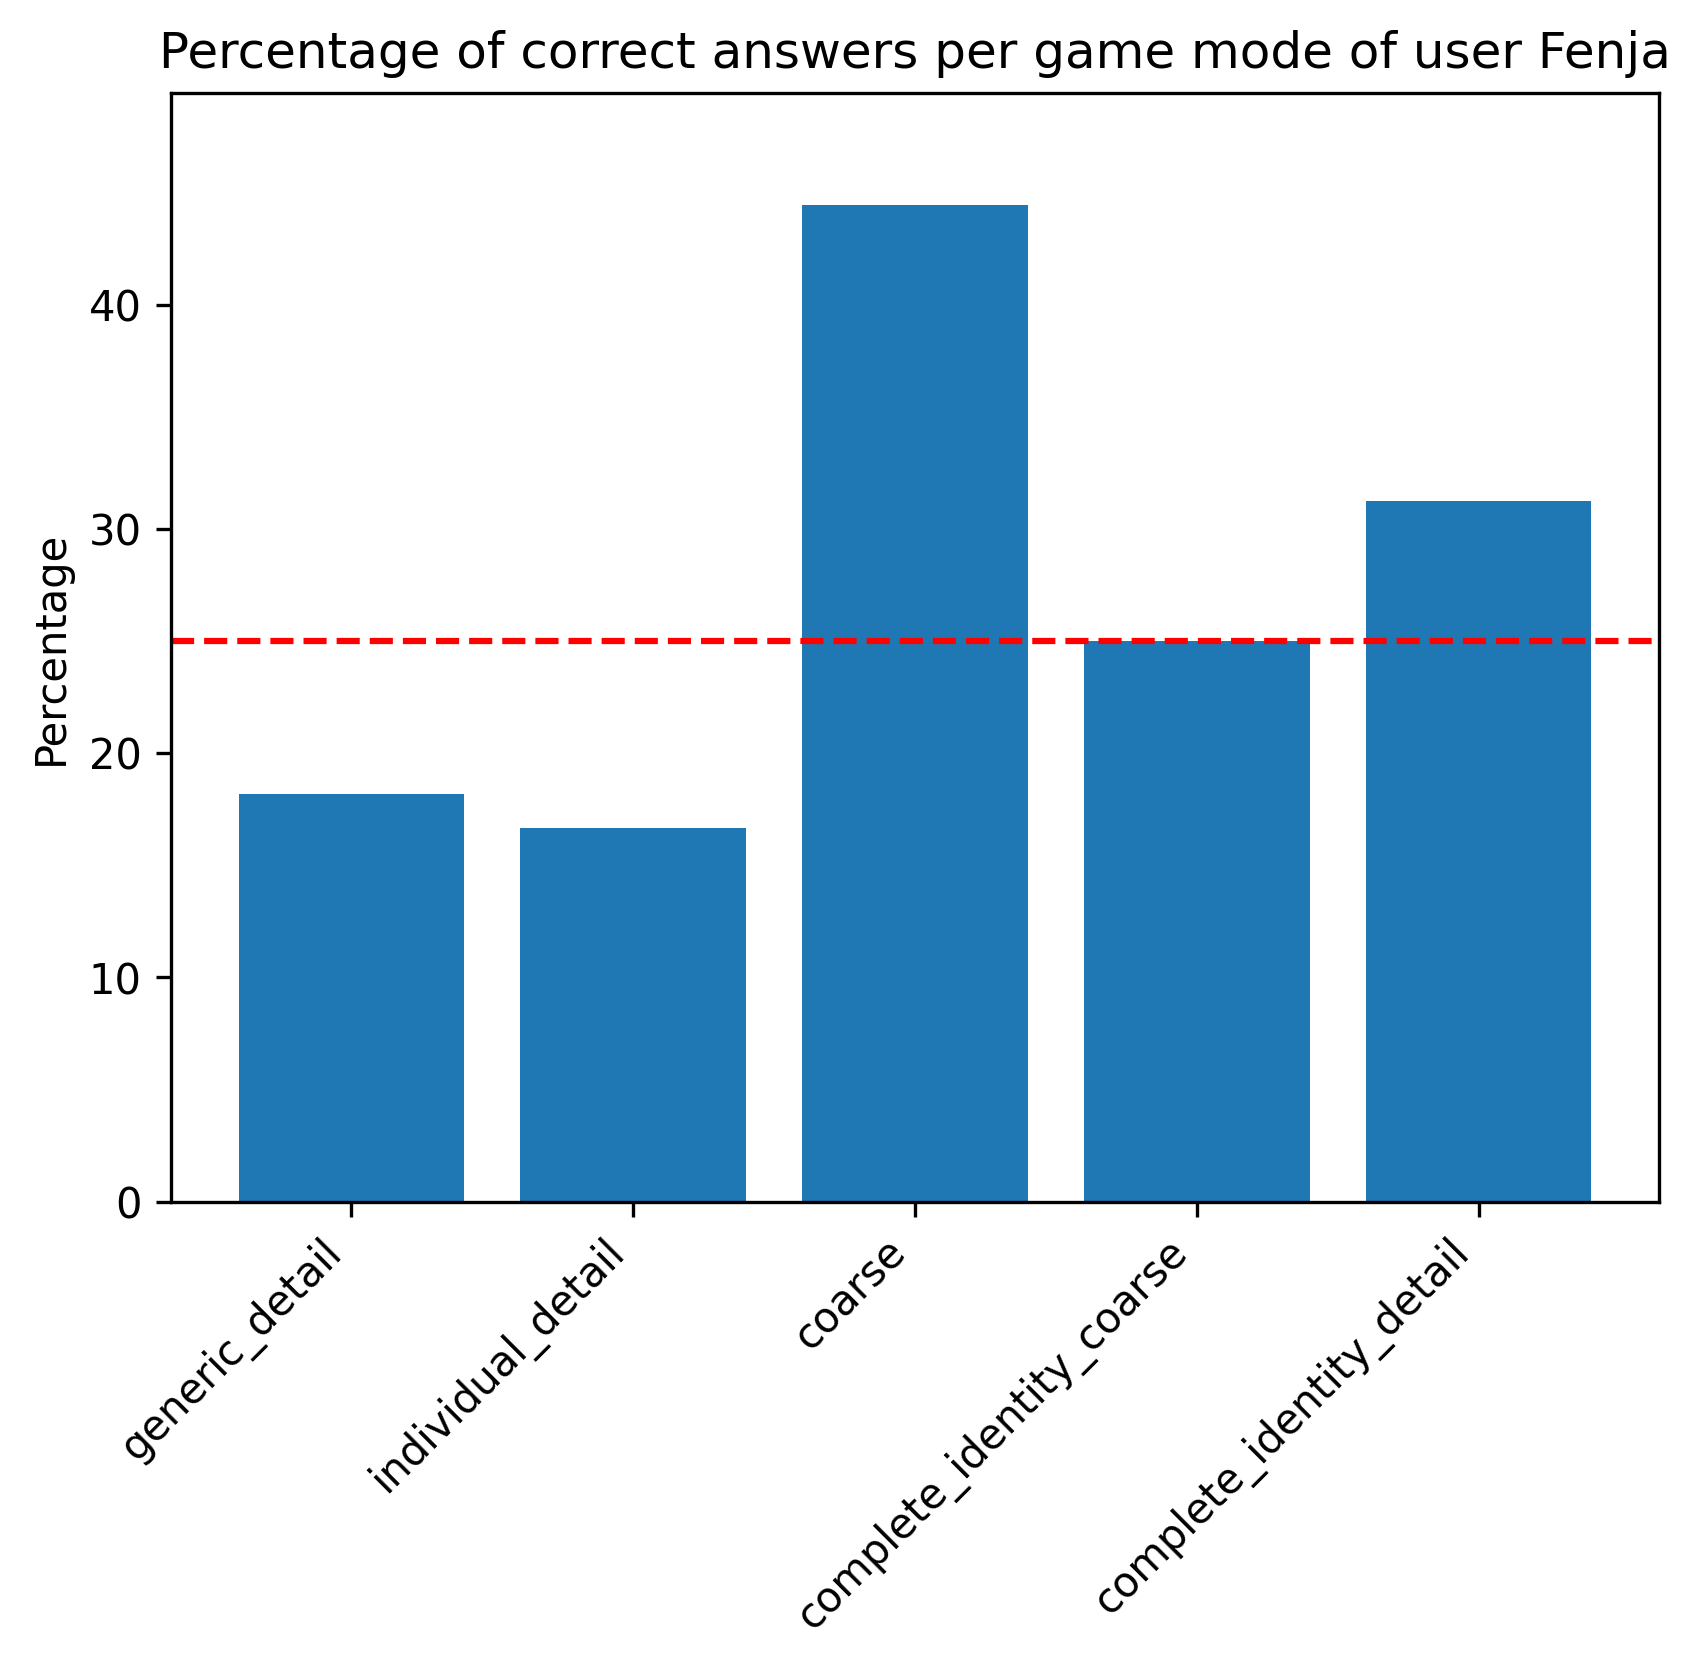 Percentage of correct answers per game mode of user Fenja
Percentage
40
30
20
10
0
generic_detail
individual_detail
coarse
complete_identity_coarse
complete_identity_detail